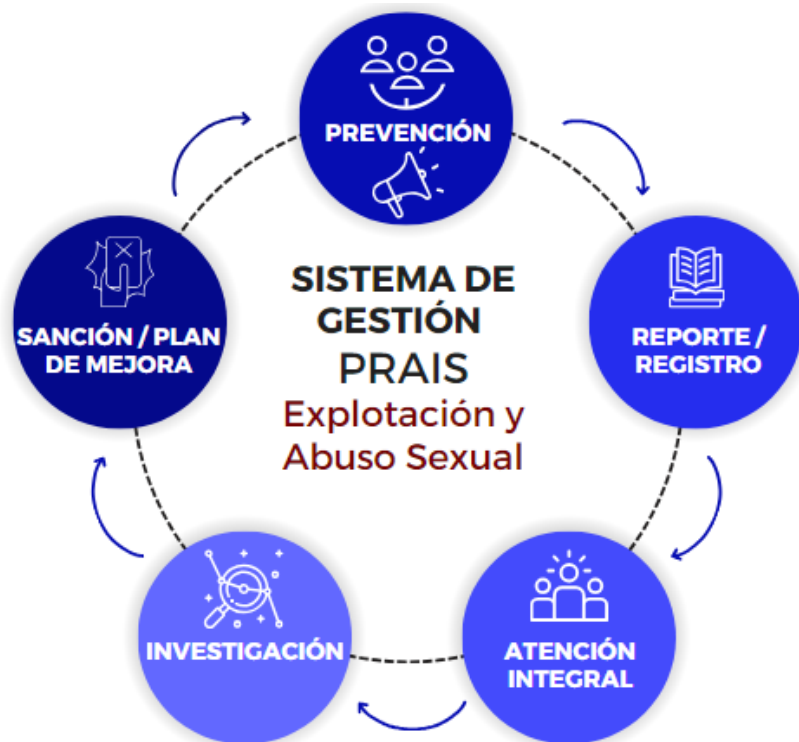 PREVENCIÓN
SISTEMA DE
GESTIÓN
PRAIS
Explotación y
Abuso Sexual
REPORTE /
REGISTRO
ATENCIÓN
INTEGRAL
INVESTIGACIÓN
SANCIÓN / PLAN
DE MEJORA